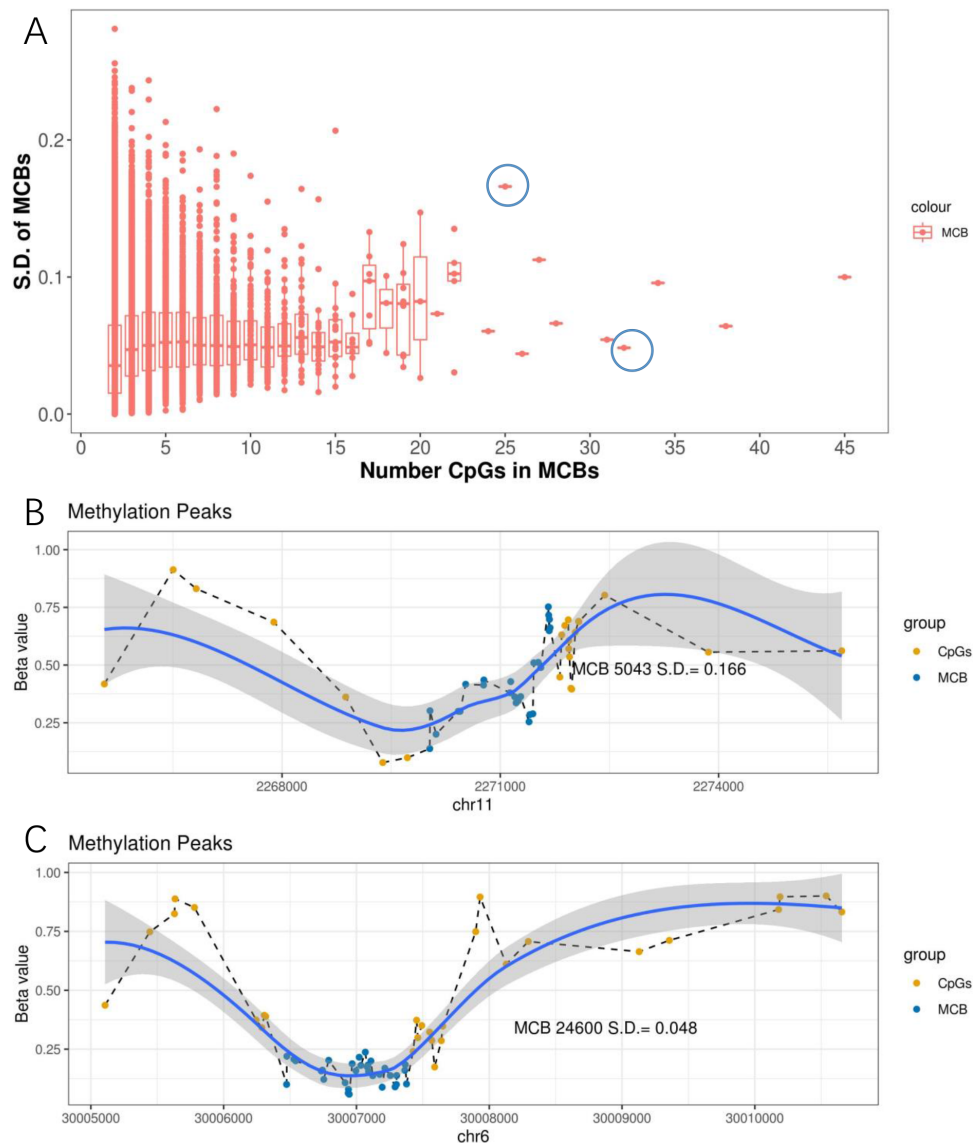 A
0.2
0.1
0.0
S.D. of MCBs
0 5 10 15 20 25 30 35 40 45
Number CpGs in MCBs
colour
MCB
B
Methylation Peaks
1.00
0.75
0.50
0.25
Beta value
MCB 5043 S.D.= 0.166
2268000 2271000 2274000
chr11
group
CpGs
MCB
C
Methylation Peaks
1.00
0.75
0.50
0.25
Beta value
MCB 24600 S.D.= 0.048
30005000 30006000 30007000 30008000 30009000 30010000
chr6
group
CpGs
MCB